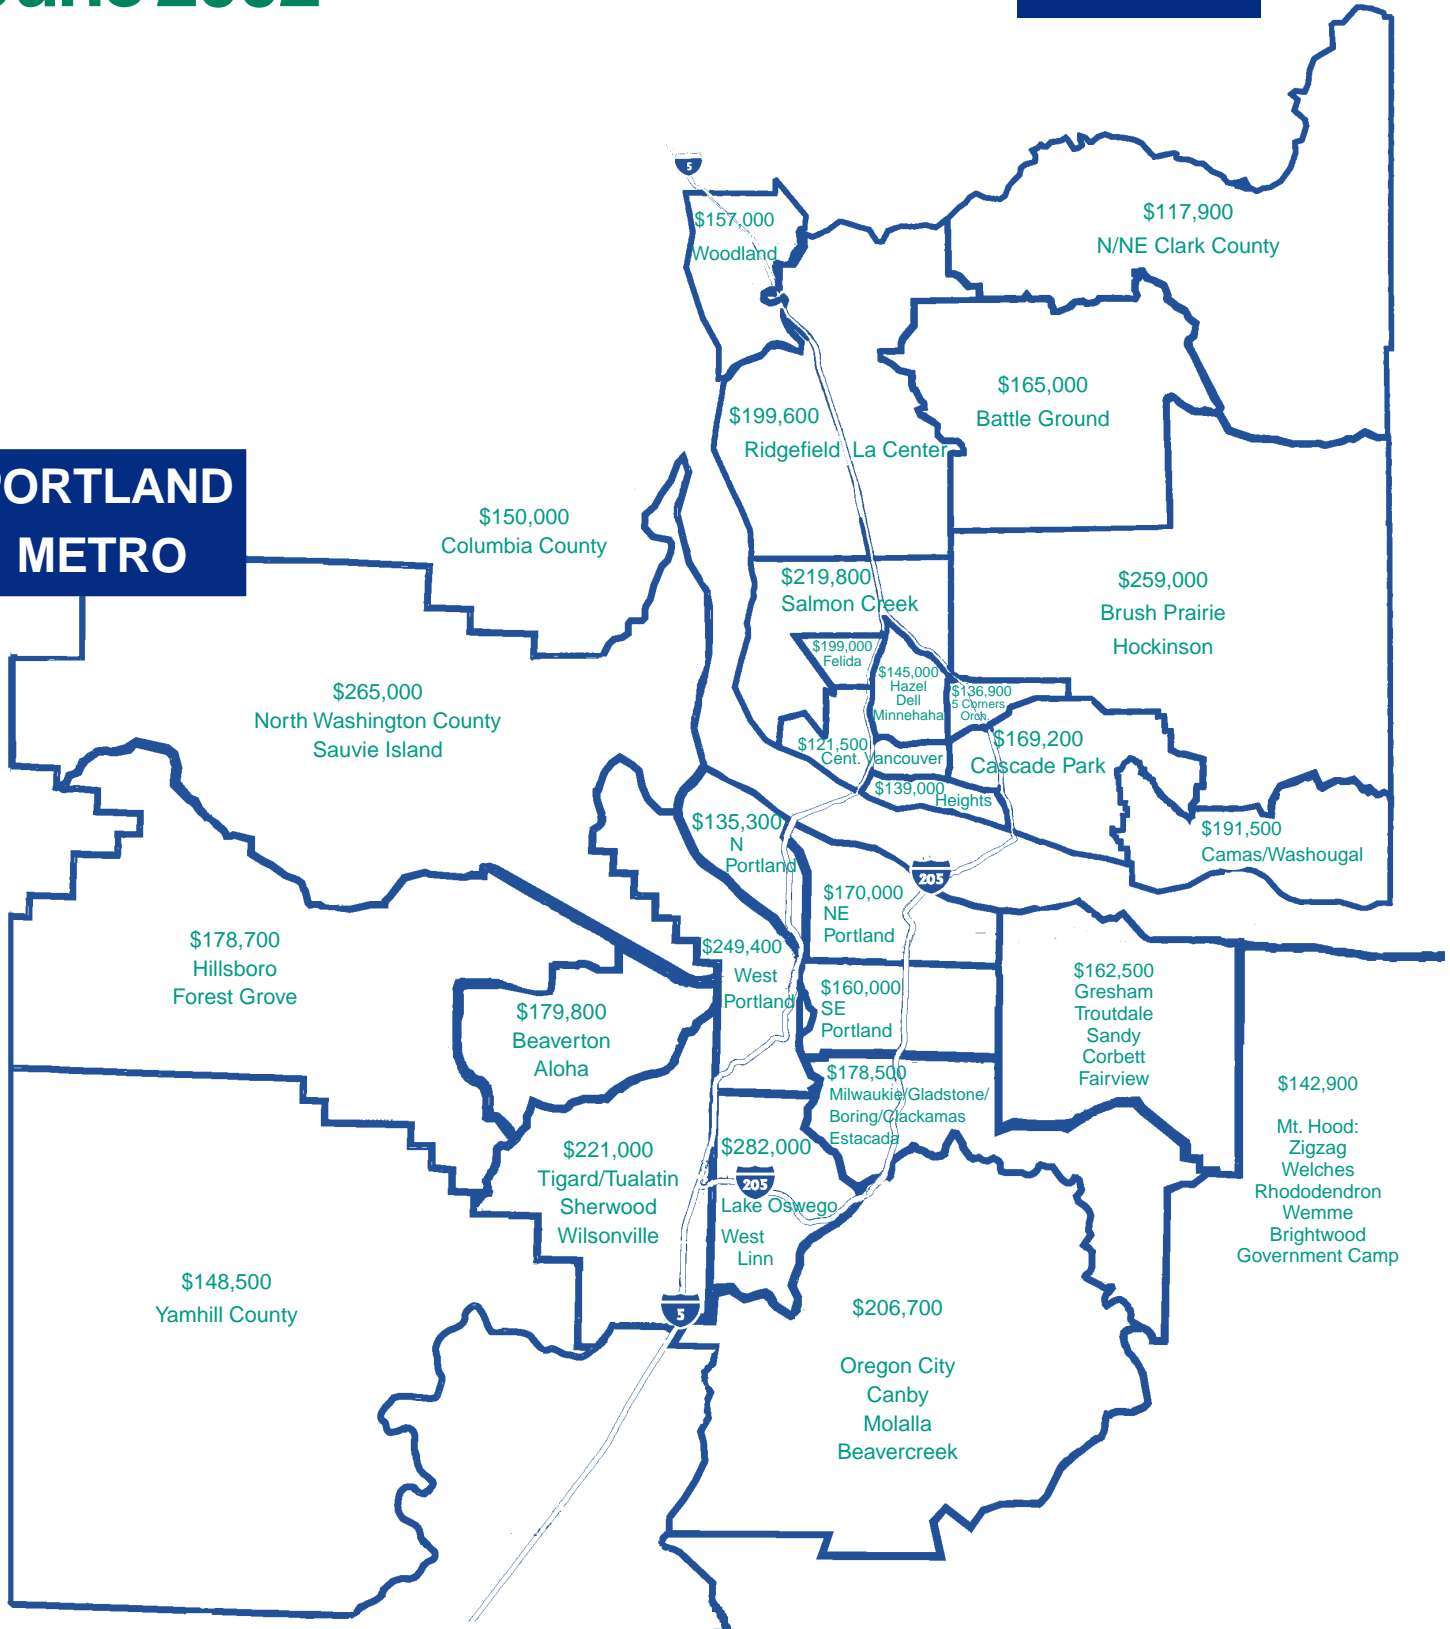 5
$157,000
Woodland
$117,900
N/NE Clark County
$165,000
Battle Ground
$199,600
Ridgefield La Center
PORTLAND
METRO
$150,000
Columbia County
$219,800
Salmon Creek
$259,000
Brush Prairie
Hockinson
$199,000
Felida
$145,000
Hazel
Dell
Minnehaha
$136,900
5 Corners
Orch.
$265,000
North Washington County
Sauvie Island
$121,500
Cent. Vancouver
$169,200
Cascade Park
$139,000
Heights
$135,300
N
Portland
$191,500
Camas/Washougal
205
$170,000
NE
Portland
$178,700
Hillsboro
Forest Grove
$249,400
West
Portland
$179,800
Beaverton
Aloha
$160,000
SE
Portland
$162,500
Gresham
Troutdale
Sandy
Corbett
Fairview
$178,500
Milwaukie/Gladstone/
Boring/Clackamas
Estacada
$142,900
Mt. Hood:
Zigzag
Welches
Rhododendron
Wemme
Brightwood
Government Camp
$221,000
Tigard/Tualatin
Sherwood
Wilsonville
$282,000
205
Lake Oswego
West
Linn
$148,500
Yamhill County
5
$206,700
Oregon City
Canby
Molalla
Beavercreek